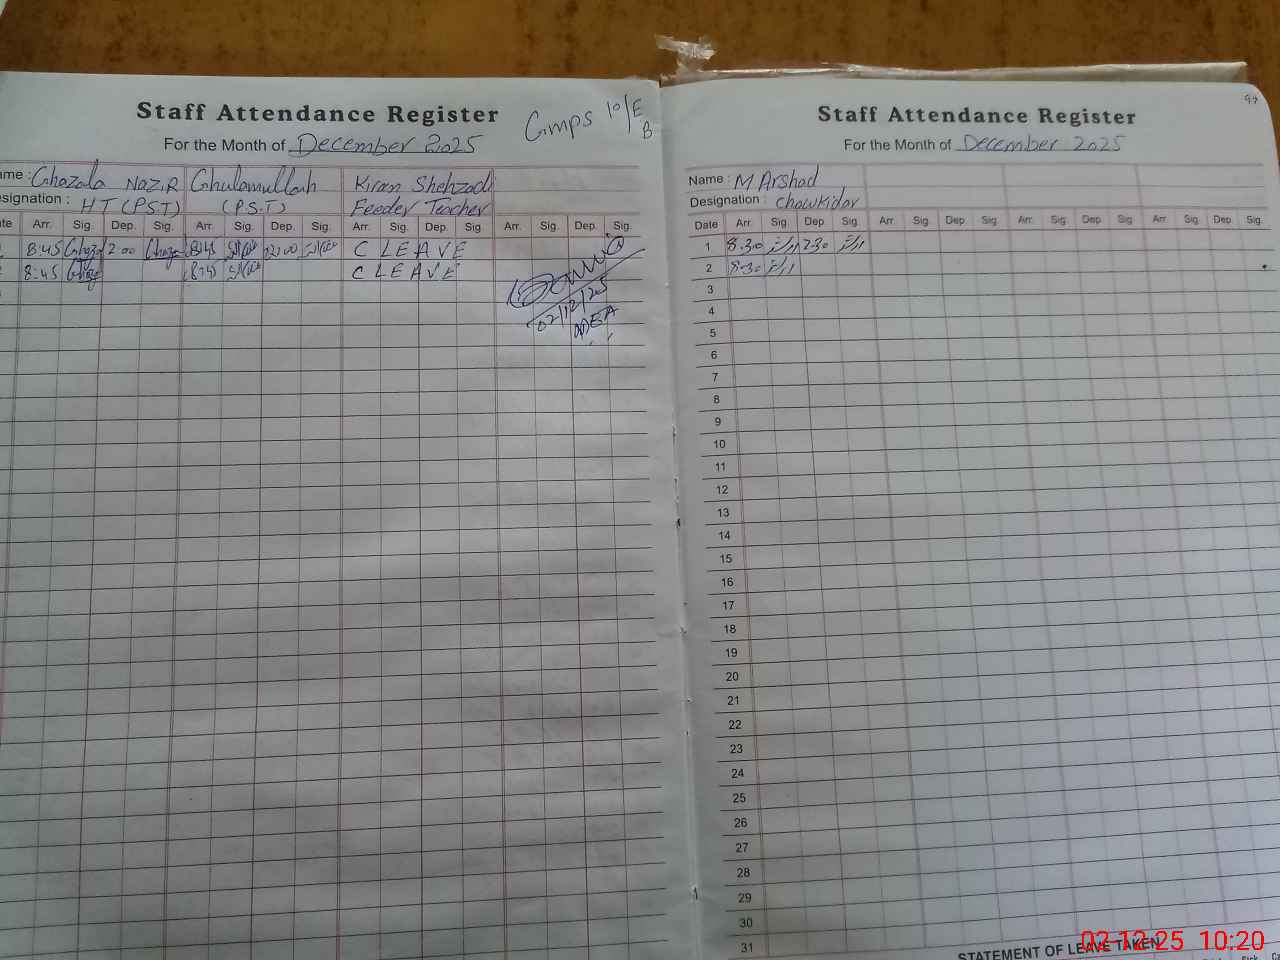 Staff Attendance Register
Gmps 10/E
B
For the Month of December 2025
ame : Ghazala Nazir Ghulamullah Kiran Shehzadi
esignation : HT (PST) (P.S.T) Feeder Teacher
te Arr. Sig. Dep. Sig. Arr. Sig. Dep. Sig. Arr. Sig. Dep. Sig. Arr. Sig. Dep. Sig.
8:45 2:00 8:45 2:00 C LEAVE
8:45 8:45 C LEAVE
02/12/25
Staff Attendance Register
For the Month of December 2025
Name : M Arshad
Designation : Chowkidar
Date Arr. Sig. Dep Sig. Arr. Sig. Dep Sig. Arr. Sig. Dep Sig. Arr Sig. Dep. Sig.
1 8.30 2.30
2 8.30
3
4
5
6
7
8
9
10
11
12
13
14
15
16
17
18
19
20
21
22
23
24
25
26
27
28
29
30
31
STATEMENT OF LEAVE TAKEN
02.12.25 10:20